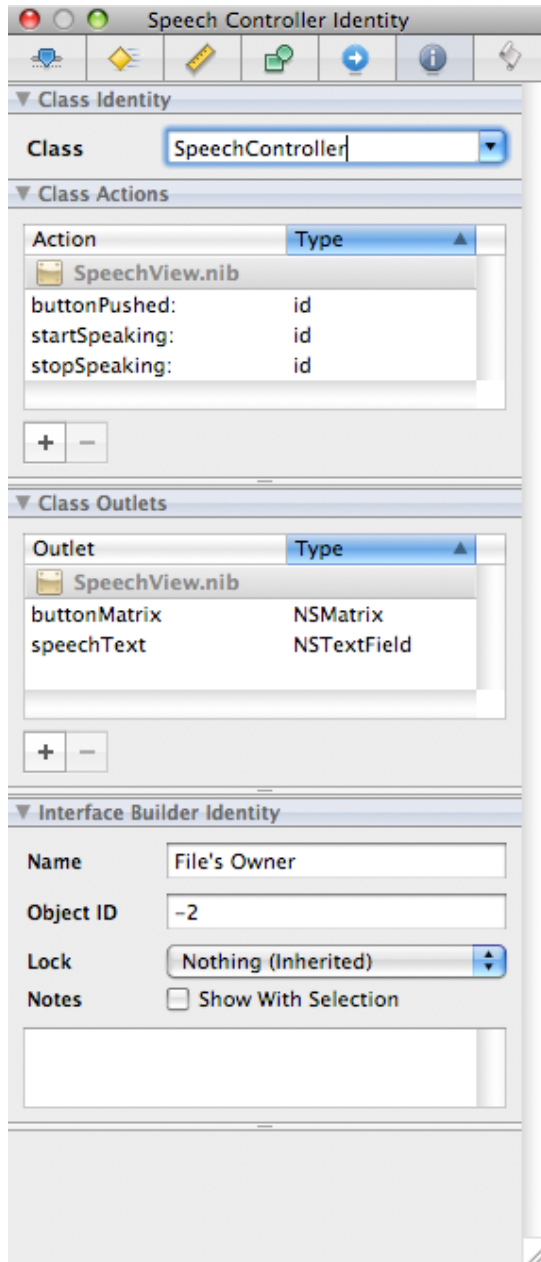 Speech Controller Identity
Class Identity
Class SpeechController
Class Actions
Action Type
SpeechView.nib
buttonPushed: id
startSpeaking: id
stopSpeaking: id
+ −
Class Outlets
Outlet Type
SpeechView.nib
buttonMatrix NSMatrix
speechText NSTextField
+ −
Interface Builder Identity
Name File's Owner
Object ID -2
Lock Nothing (Inherited)
Notes Show With Selection